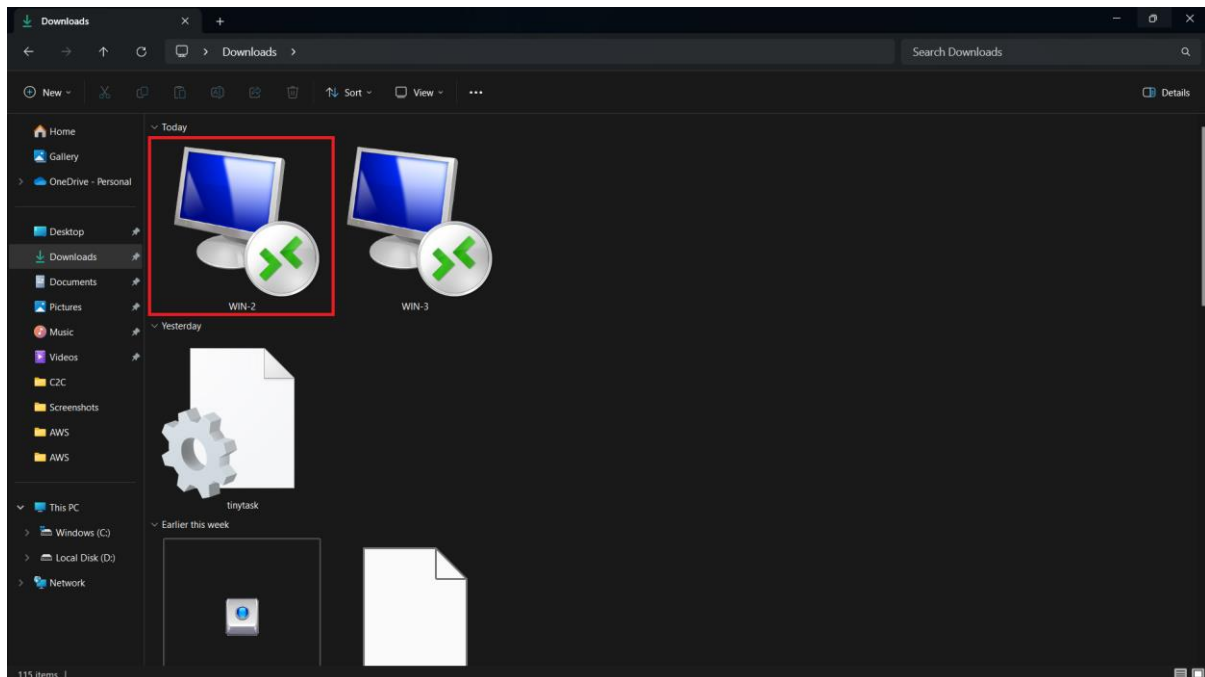 Downloads
Downloads
Search Downloads
New
Sort
View
Details
Home
Gallery
OneDrive - Personal
Desktop
Downloads
Documents
Pictures
Music
Videos
C2C
Screenshots
AWS
AWS
This PC
Windows (C:)
Local Disk (D:)
Network
Today
WIN-2
WIN-3
Yesterday
tinytask
Earlier this week
115 items